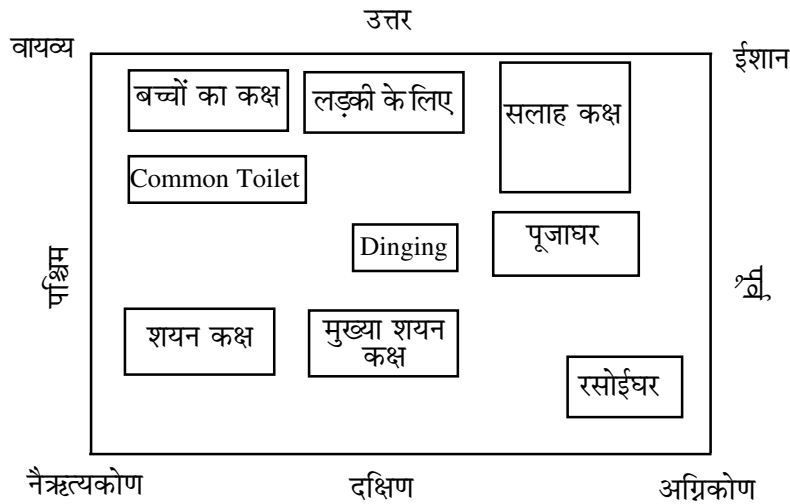 उत्तर
वायव्य
ईशान
बच्चों का कक्ष
लड़की के लिए
सलाह कक्ष
Common Toilet
पश्चिम
Dinging
पूजाघर
पूर्व
शयन कक्ष
मुख्या शयन
कक्ष
रसोईघर
नैऋत्यकोण
दक्षिण
अग्निकोण